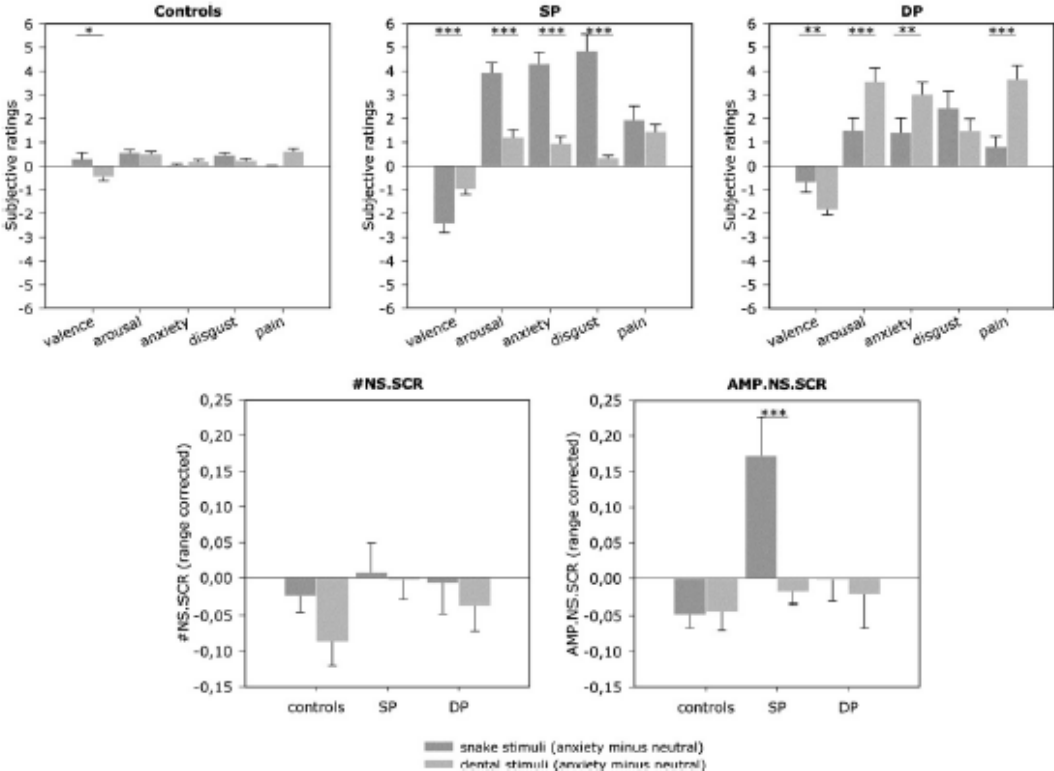 Controls
SP
DP
6
5
4
3
2
1
0
-1
-2
-3
-4
-5
-6
Subjective ratings
*
valence
arousal
anxiety
disgust
pain
6
5
4
3
2
1
0
-1
-2
-3
-4
-5
-6
Subjective ratings
***
***
***
***
valence
arousal
anxiety
disgust
pain
6
5
4
3
2
1
0
-1
-2
-3
-4
-5
-6
Subjective ratings
**
***
**
***
valence
arousal
anxiety
disgust
pain
#NS.SCR
0,25
0,20
0,15
0,10
0,05
0,00
-0,05
-0,10
-0,15
#NS.SCR (range corrected)
controls
SP
DP
AMP.NS.SCR
0,25
0,20
0,15
0,10
0,05
0,00
-0,05
-0,10
-0,15
AMP.NS.SCR (range corrected)
***
controls
SP
DP
snake stimuli (anxiety minus neutral)
dental stimuli (anxiety minus neutral)